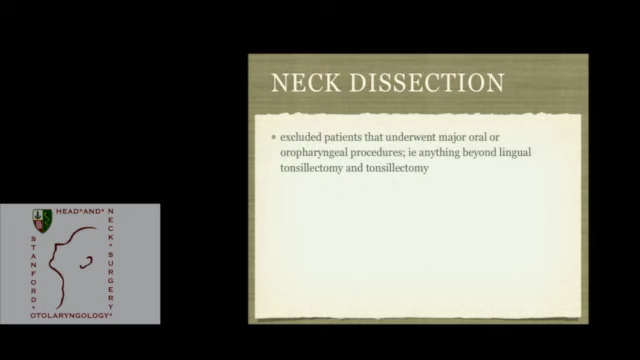 NECK DISSECTION
excluded patients that underwent major oral or
oropharyngeal procedures; ie anything beyond lingual
tonsillectomy and tonsillectomy
HEAD*AND*
NECK*SURGERY
STANFORD*
OTOLARYNGOLOGY*